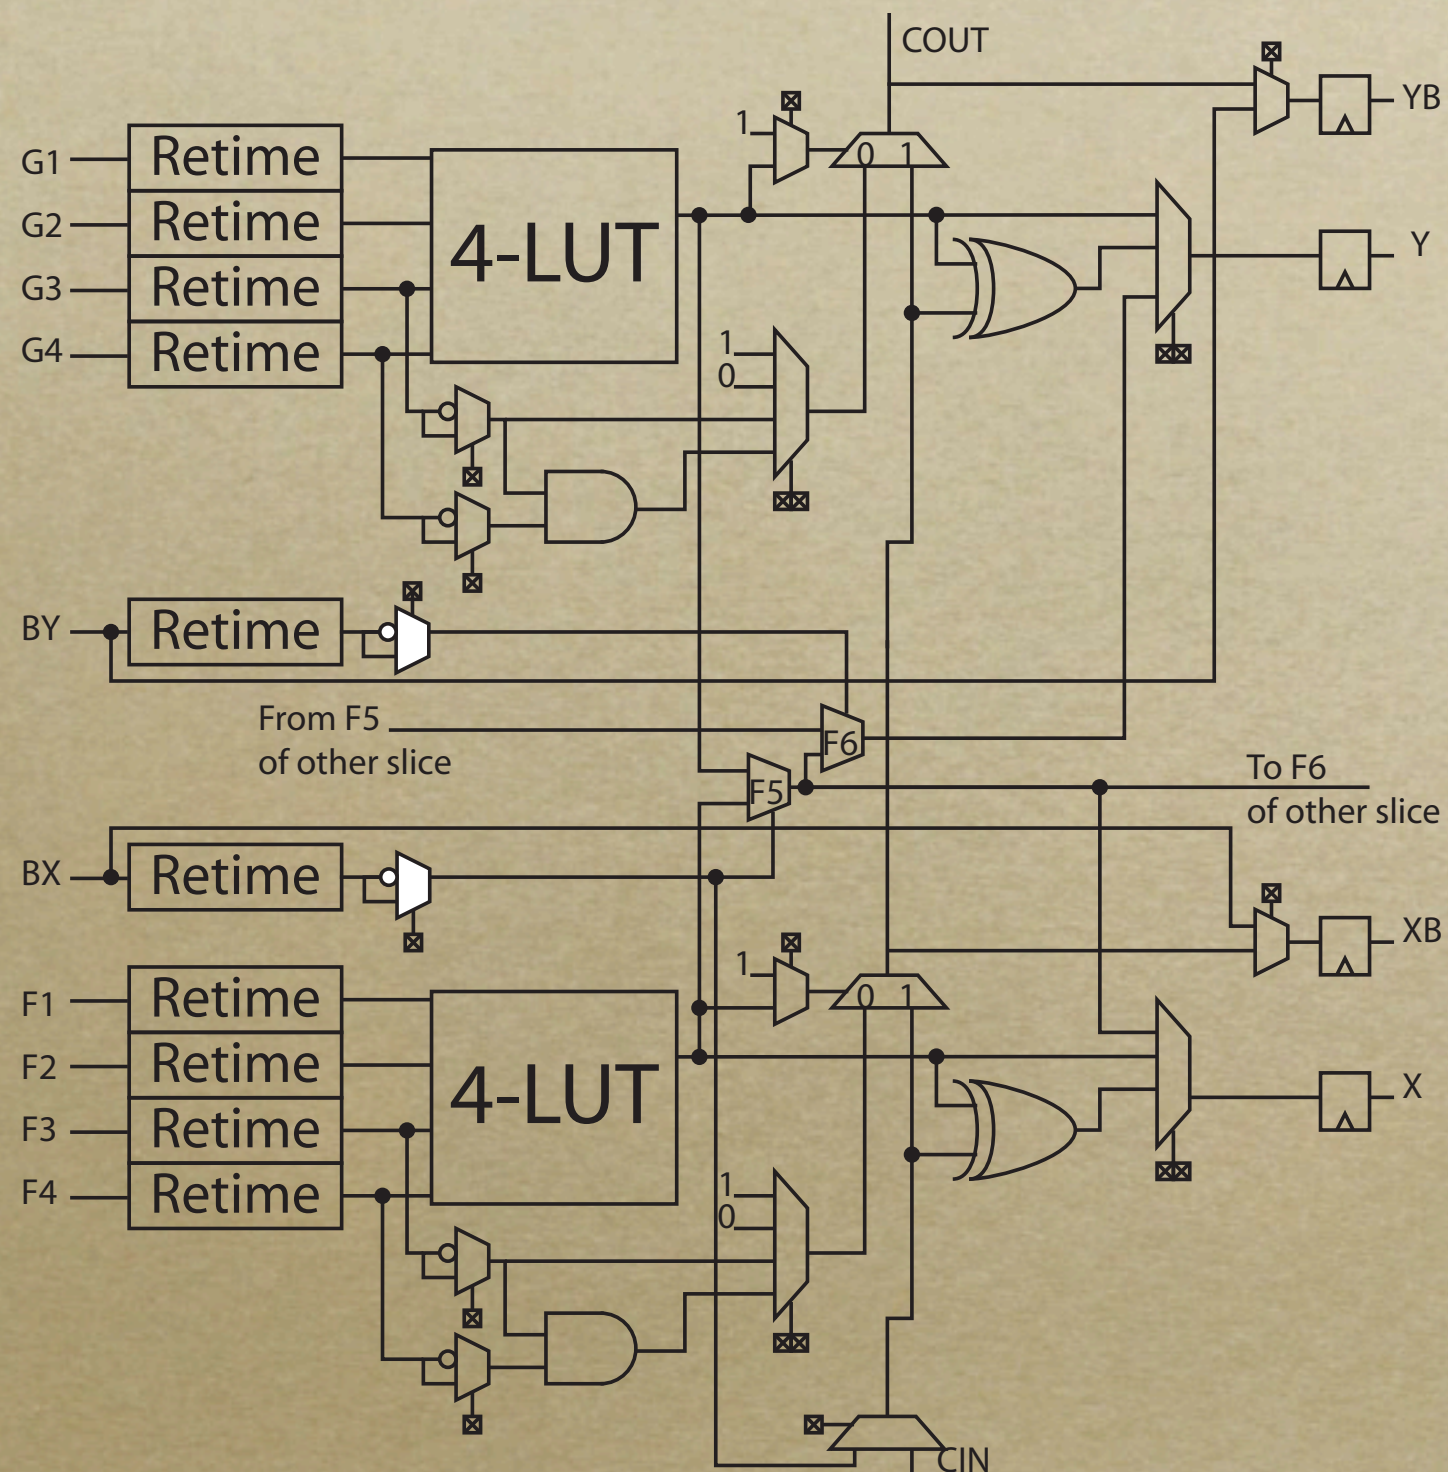 COUT
YB
1
0 1
G1
Retime
G2
Retime
G3
Retime
G4
Retime
4-LUT
Y
1
0
BY
Retime
From F5
of other slice
F6
F5
To F6
of other slice
BX
Retime
XB
1
0 1
F1
Retime
F2
Retime
F3
Retime
F4
Retime
4-LUT
X
1
0
CIN